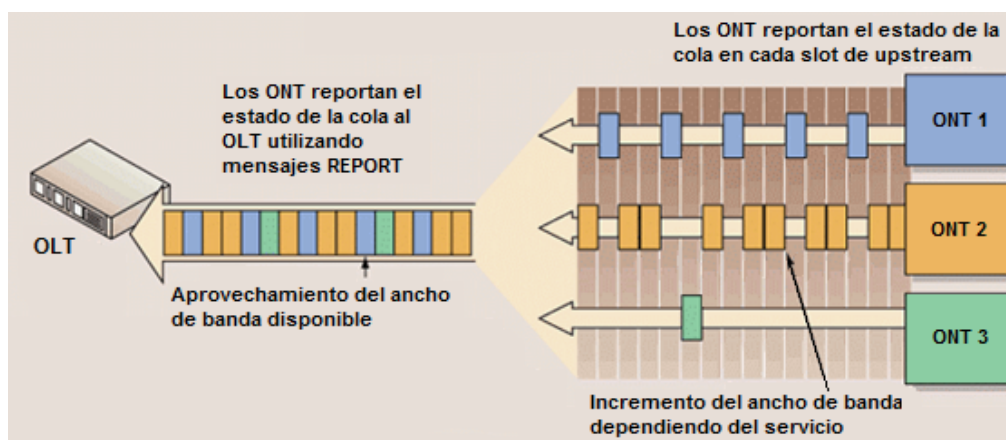 Los ONT reportan el estado de la
cola en cada slot de upstream
Los ONT reportan el
estado de la cola al
OLT utilizando
mensajes REPORT
ONT 1
ONT 2
ONT 3
OLT
Aprovechamiento del ancho
de banda disponible
Incremento del ancho de banda
dependiendo del servicio